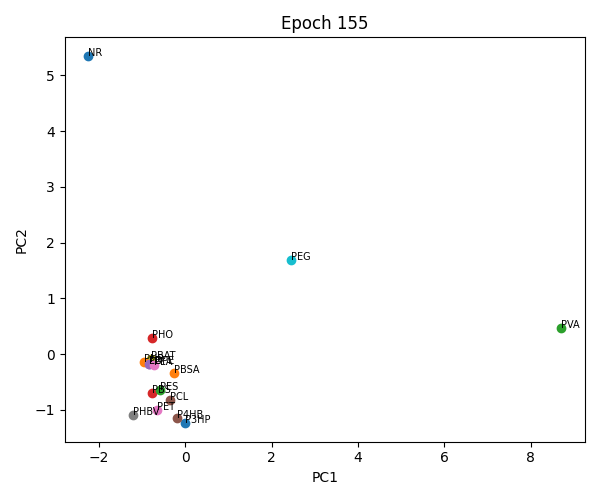 Epoch 155
PC2
5
4
3
2
1
0
−1
NR
PEG
PVA
PHO
PBAT
PBSA
PES
PCL
PET
PHBV
P4HB
P3HP
−2
0
2
4
6
8
PC1